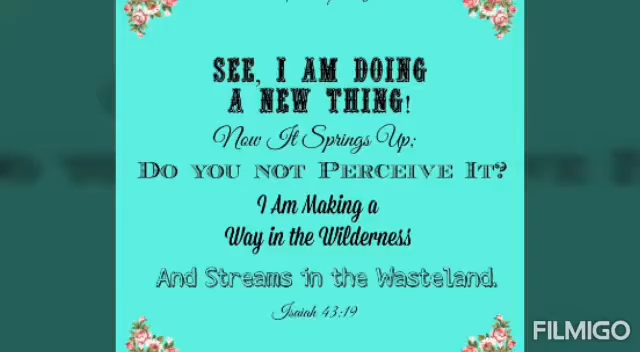 SEE, I AM DOING
A NEW THING!
Now It Springs Up;
DO YOU NOT PERCEIVE IT?
I Am Making a
Way in the Wilderness
And Streams in the Wasteland.
Isaiah 43:19
FILMIGO